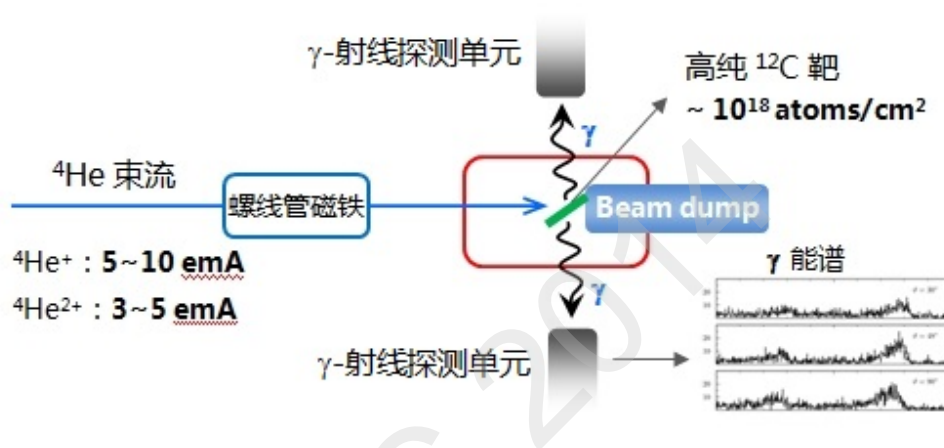 γ-射线探测单元
高纯 ¹²C 靶
~ 10¹⁸ atoms/cm²
γ
⁴He 束流
螺线管磁铁
Beam dump
⁴He⁺ : 5~10 emA
⁴He²⁺ : 3~5 emA
γ
γ 能谱
γ-射线探测单元
2014